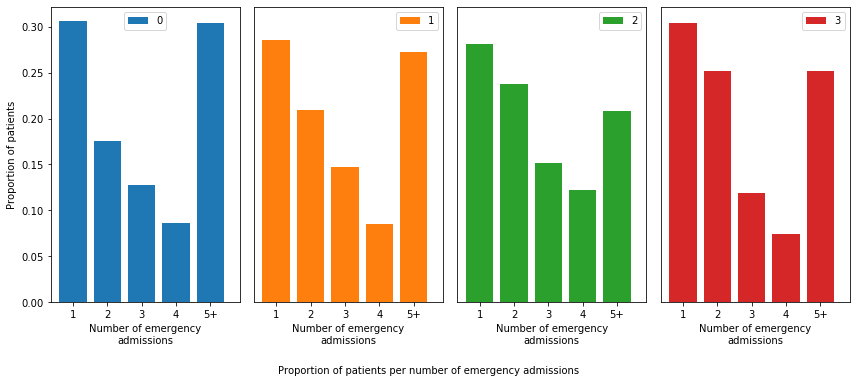 Proportion of patients
0.30
0.25
0.20
0.15
0.10
0.05
0.00
0
1 2 3 4 5+
Number of emergency
admissions
1
1 2 3 4 5+
Number of emergency
admissions
2
1 2 3 4 5+
Number of emergency
admissions
3
1 2 3 4 5+
Number of emergency
admissions
Proportion of patients per number of emergency admissions